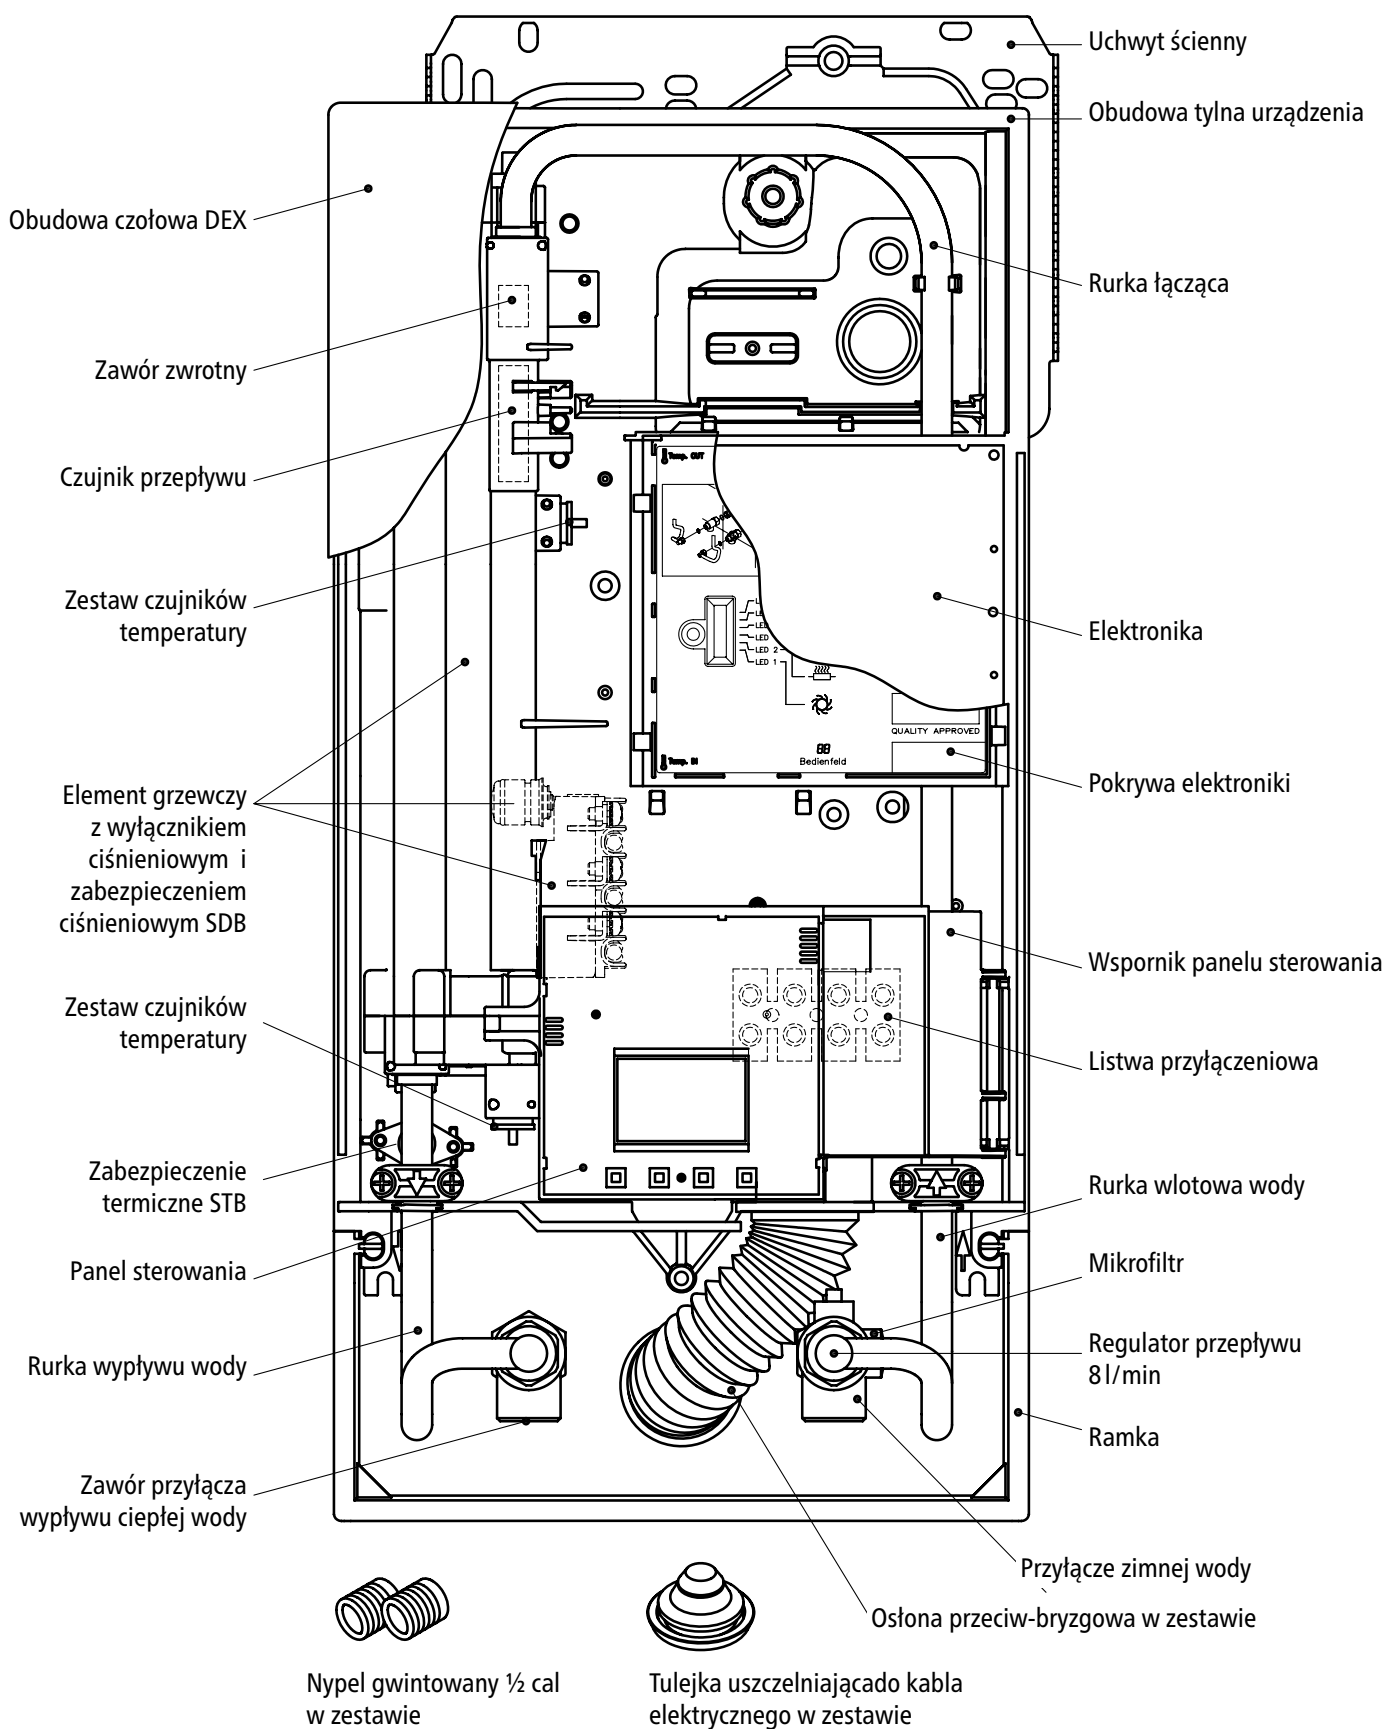 Uchwyt ścienny
Obudowa tylna urządzenia
Obudowa czołowa DEX
Rurka łącząca
Zawór zwrotny
Czujnik przepływu
Temp. OUT
Zestaw czujników
temperatury
LED
LED 2
LED 1
Elektronika
QUALITY APPROVED
88
Bedienfeld
Temp. IN
Pokrywa elektroniki
Element grzewczy
z wyłącznikiem
ciśnieniowym i
zabezpieczeniem
ciśnieniowym SDB
Wspornik panelu sterowania
Zestaw czujników
temperatury
Listwa przyłączeniowa
Zabezpieczenie
termiczne STB
Rurka wlotowa wody
Panel sterowania
Mikrofiltr
Rurka wypływu wody
Regulator przepływu
8 l/min
Ramka
Zawór przyłącza
wypływu ciepłej wody
Przyłącze zimnej wody
Osłona przeciw-bryzgowa w zestawie
Nypel gwintowany ½ cal
w zestawie
Tulejka uszczelniającado kabla
elektrycznego w zestawie